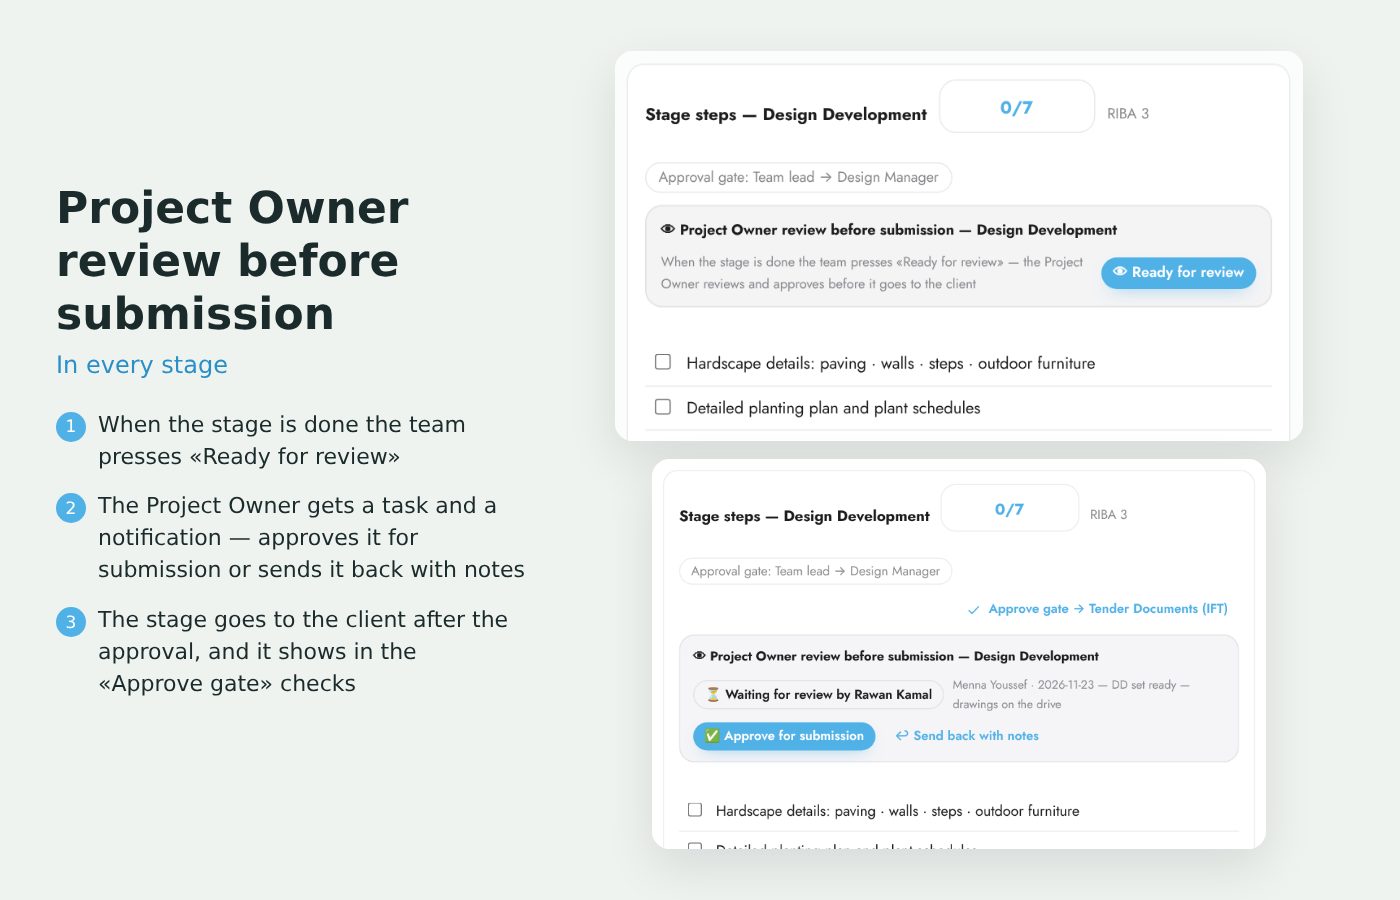 Project Owner
review before
submission
In every stage
1 When the stage is done the team
presses «Ready for review»
2 The Project Owner gets a task and a
notification — approves it for
submission or sends it back with notes
3 The stage goes to the client after the
approval, and it shows in the
«Approve gate» checks
Stage steps — Design Development 0/7 RIBA 3
Approval gate: Team lead → Design Manager
👁 Project Owner review before submission — Design Development
When the stage is done the team presses «Ready for review» — the Project
Owner reviews and approves before it goes to the client
👁 Ready for review
Hardscape details: paving · walls · steps · outdoor furniture
Detailed planting plan and plant schedules
Stage steps — Design Development 0/7 RIBA 3
Approval gate: Team lead → Design Manager
✓ Approve gate → Tender Documents (IFT)
👁 Project Owner review before submission — Design Development
⏳ Waiting for review by Rawan Kamal
Menna Youssef · 2026-11-23 — DD set ready —
drawings on the drive
✅ Approve for submission
↩ Send back with notes
Hardscape details: paving · walls · steps · outdoor furniture
Detailed planting plan and plant schedules